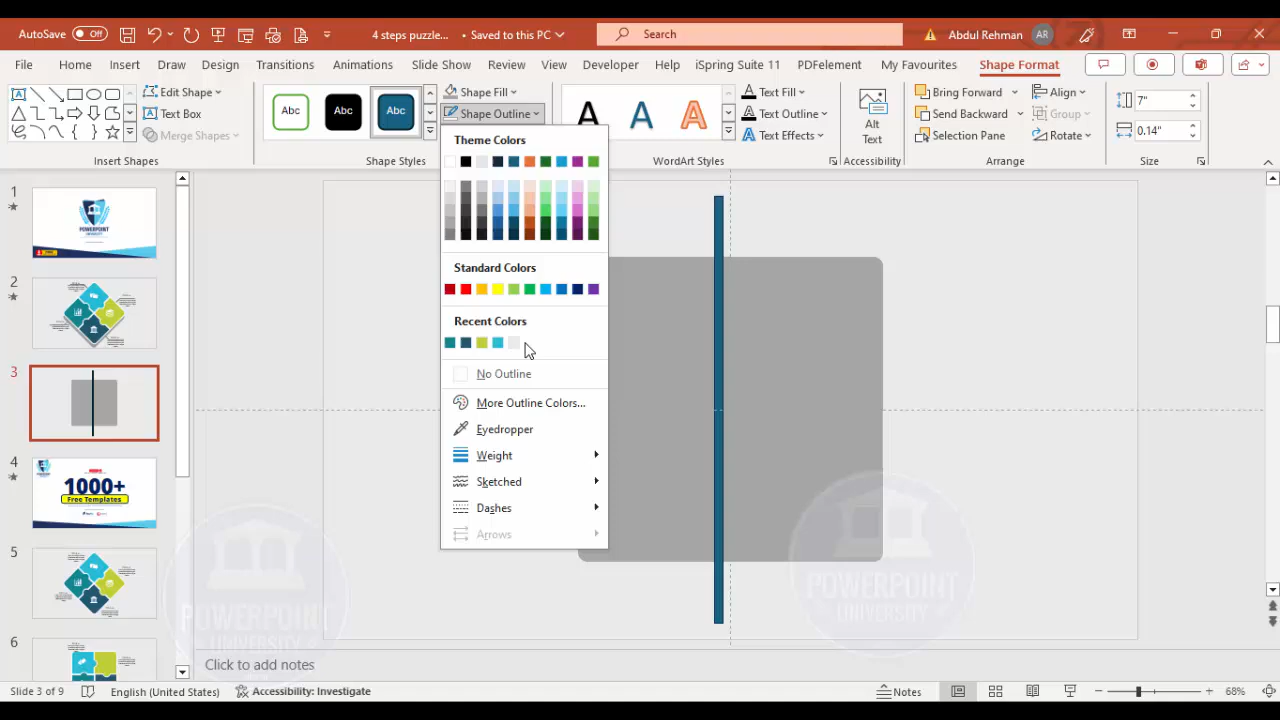 AutoSave Off 4 steps puzzle... • Saved to this PC Search Abdul Rehman AR
File Home Insert Draw Design Transitions Animations Slide Show Review View Developer Help iSpring Suite 11 PDFelement My Favourites Shape Format
Edit Shape Abc Abc Abc Shape Fill A A A Text Fill Bring Forward Align 7"
Text Box Shape Outline Text Outline Alt Text Send Backward Group
Merge Shapes Text Effects Selection Pane Rotate 0.14"
Insert Shapes Shape Styles WordArt Styles Accessibility Arrange Size
Theme Colors
Standard Colors
Recent Colors
No Outline
More Outline Colors...
Eyedropper
Weight
Sketched
Dashes
Arrows
1
POWERPOINT
UNIVERSITY
2
3
4
1000+
Free Templates
5
6
POWERPOINT
UNIVERSITY
POWERPOINT
UNIVERSITY
Click to add notes
Slide 3 of 9 English (United States) Accessibility: Investigate Notes 68%